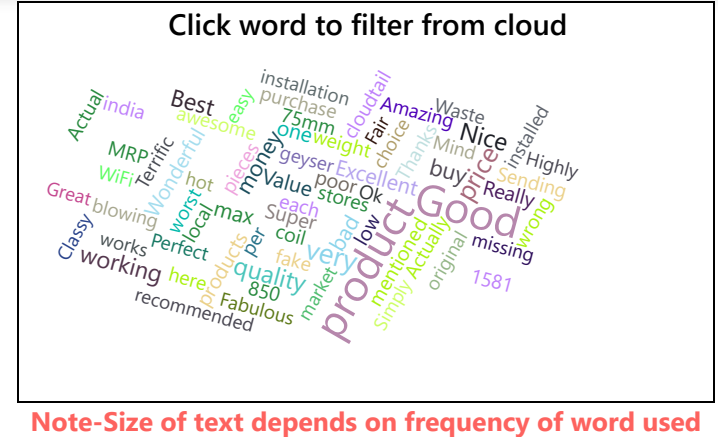 Click word to filter from cloud
installation
cloudtail
purchase
Actual
india
Best
easy
awesome
75mm
Fair
Amazing
Waste
one
weight
choice
Thanks
Nice
installed
MRP
Terrific
Wonderful
pieces
money
geyser
Excellent
Mind
buy
prices
Highly
WiFi
hot
Value
poor
Ok
stores
Really
Sending
Great
blowing
worst
local
max
Super
each
bad
low
product
Good
wrong
Classy
works
Perfect
per
coil
very
mentioned
Actually
original
missing
working
here
products
quality
fake
market
Simply
1581
850
recommended
Fabulous
Note-Size of text depends on frequency of word used